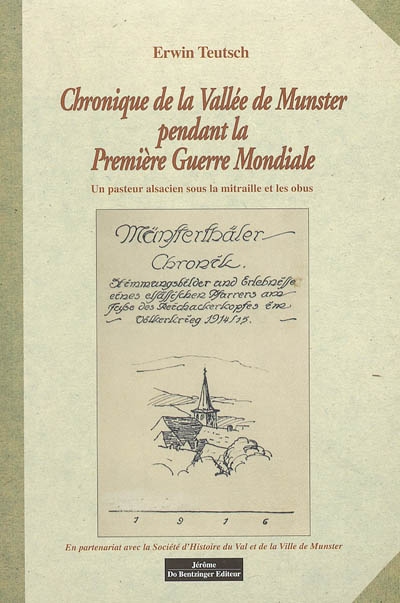 Erwin Teutsch
Chronique de la Vallée de Munster
pendant la
Première Guerre Mondiale
Un pasteur alsacien sous la mitraille et les obus
Münsterthäler
Chronik.
Stimmungsbilder und Erlebnisse
eines elsässischen Pfarrers am
Fuße des Reichackerkopfes im
Völkerkrieg 1914/15.
1916
En partenariat avec la Société d'Histoire du Val et de la Ville de Munster
Jérôme
Do Bentzinger Editeur